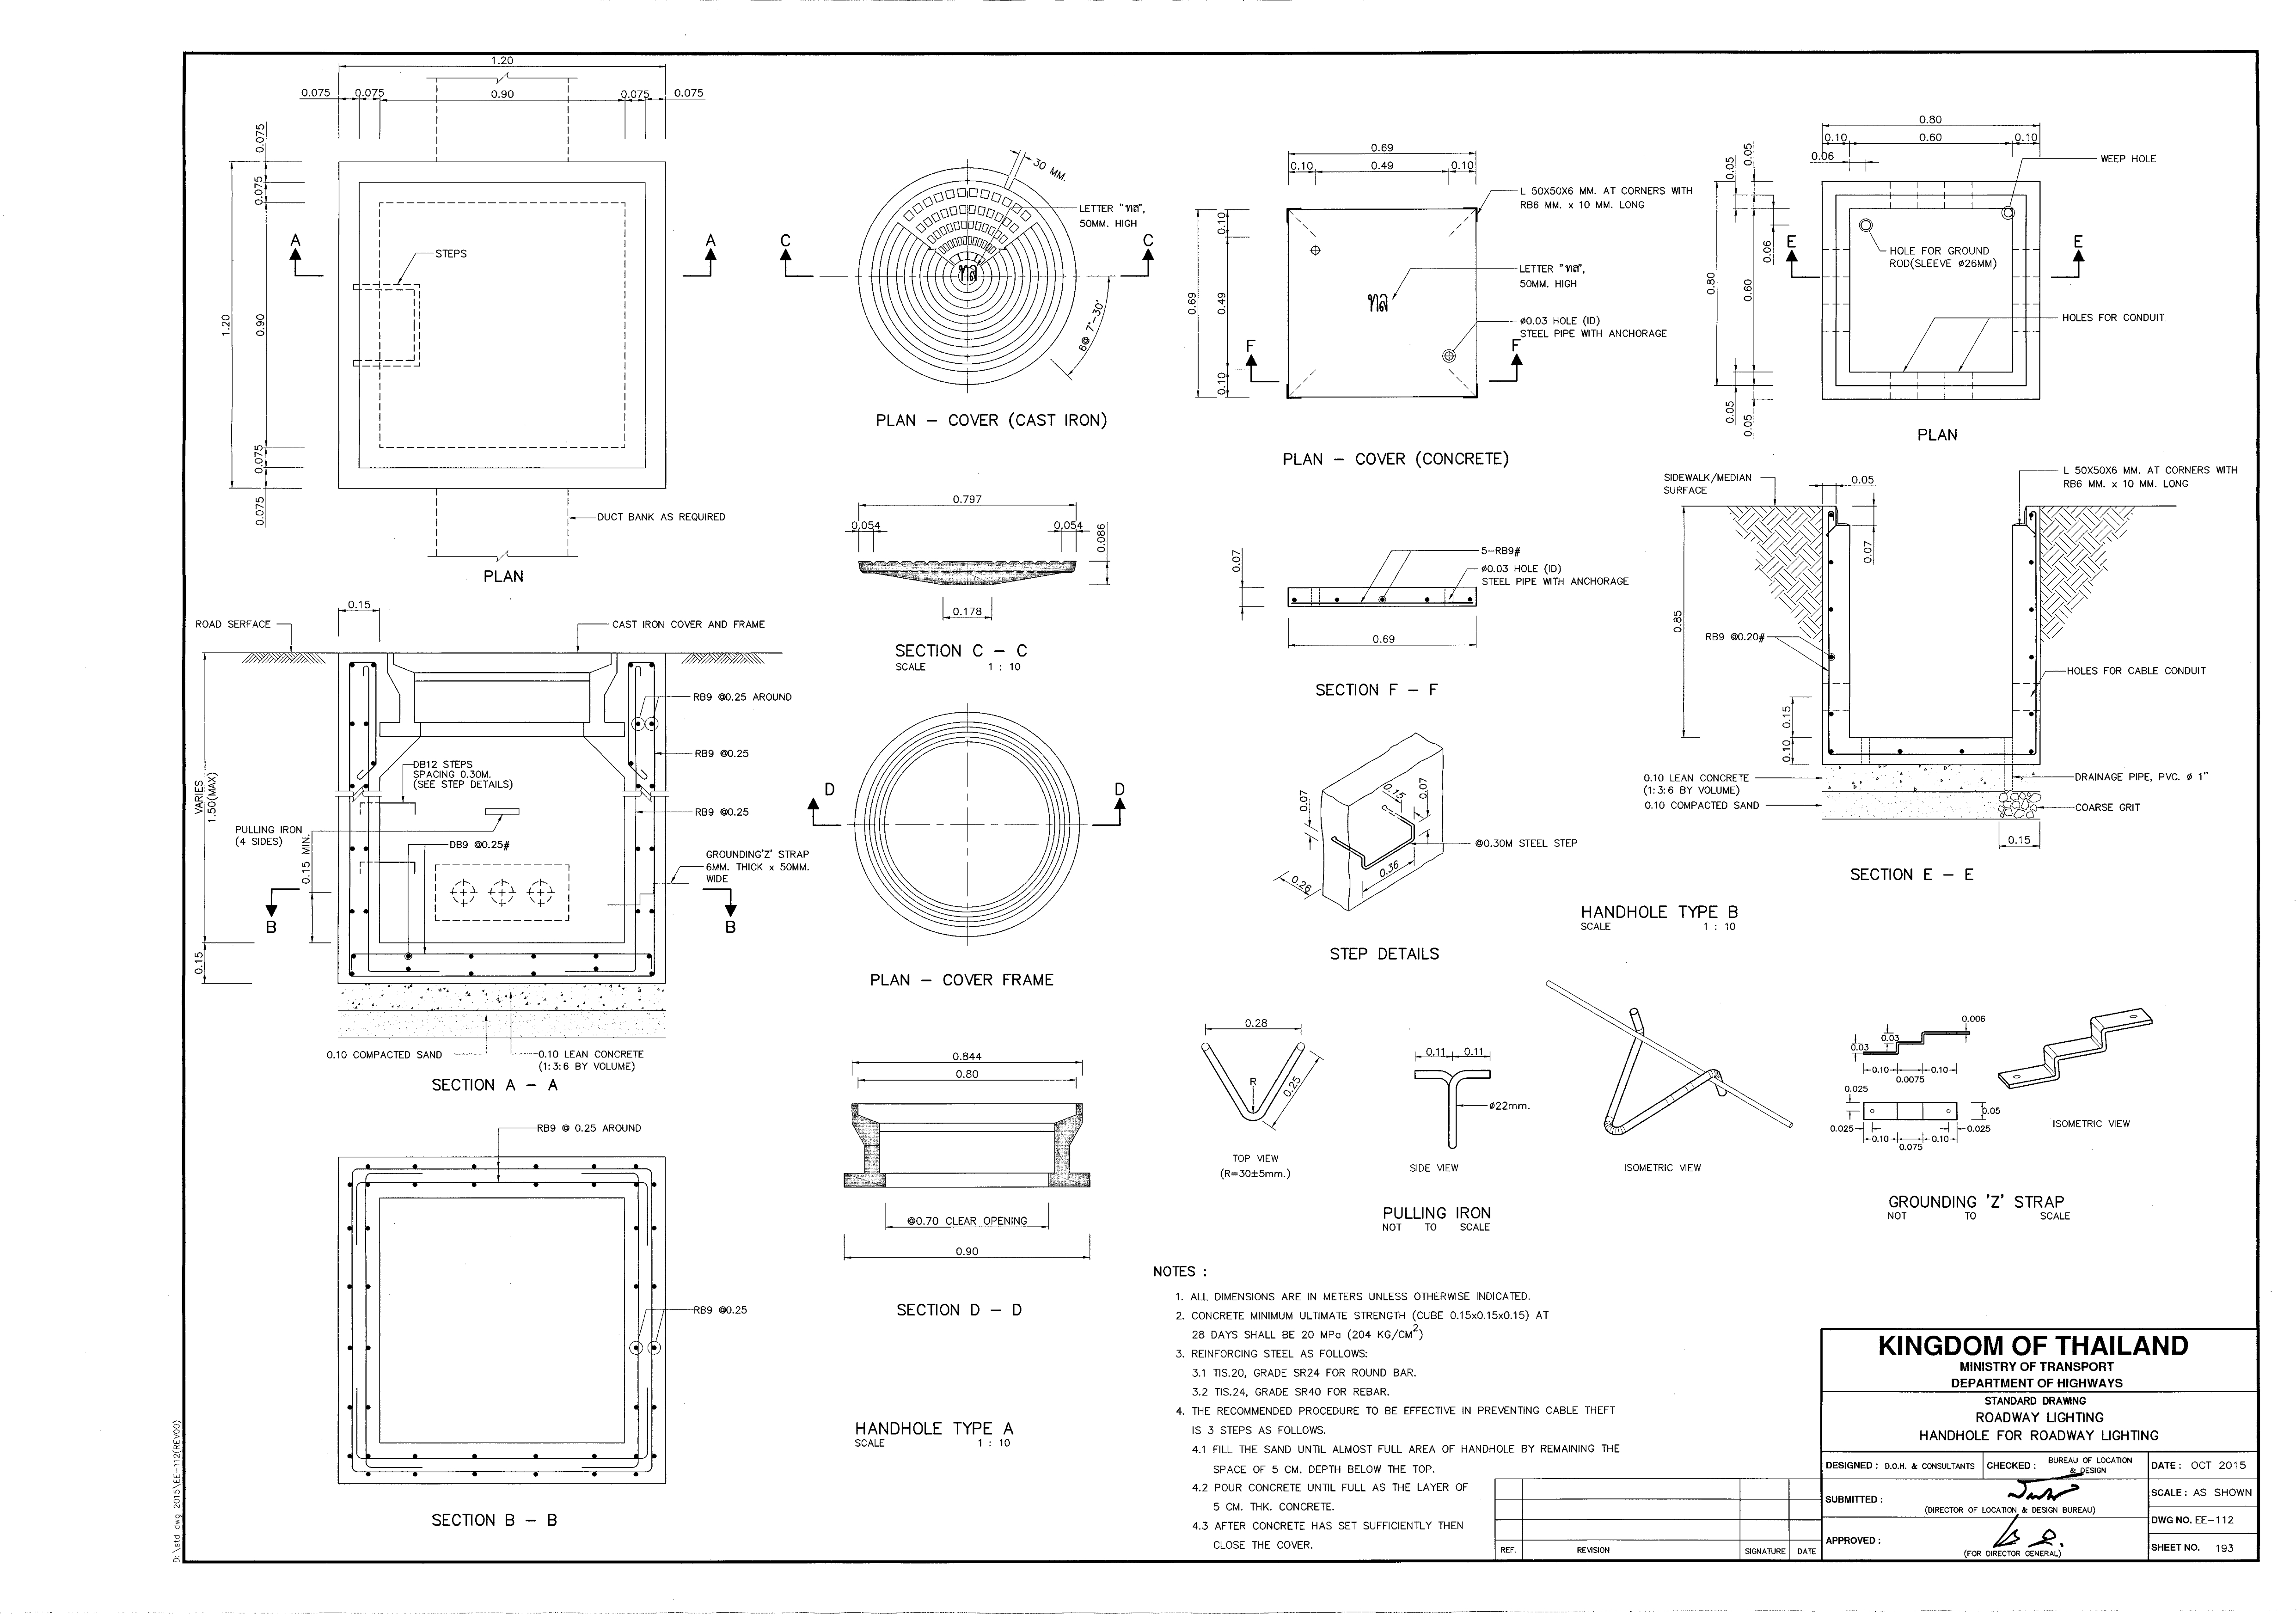 1.20
0.075
0.075
0.90
0.075
0.075
0.075
0.075
1.20
0.90
0.075
0.075
A
A
STEPS
DUCT BANK AS REQUIRED
PLAN
30 MM.
LETTER "ทล",
50MM. HIGH
C
C
ทล
6@ 7°-30'
PLAN – COVER (CAST IRON)
0.797
0.054
0.054
0.086
0.178
SECTION C – C
SCALE 1 : 10
0.69
0.10
0.49
0.10
L 50X50X6 MM. AT CORNERS WITH
RB6 MM. x 10 MM. LONG
0.10
0.69
0.49
0.10
LETTER "ทล",
50MM. HIGH
ทล
Ø0.03 HOLE (ID)
STEEL PIPE WITH ANCHORAGE
F
F
PLAN – COVER (CONCRETE)
0.07
5-RB9#
Ø0.03 HOLE (ID)
STEEL PIPE WITH ANCHORAGE
0.69
SECTION F – F
0.80
0.10
0.60
0.10
0.06
WEEP HOLE
0.05
0.05
0.06
0.80
0.60
E
E
HOLE FOR GROUND
ROD(SLEEVE Ø26MM)
HOLES FOR CONDUIT
0.05
0.05
PLAN
SIDEWALK/MEDIAN
SURFACE
0.05
L 50X50X6 MM. AT CORNERS WITH
RB6 MM. x 10 MM. LONG
0.07
0.85
RB9 @0.20#
HOLES FOR CABLE CONDUIT
0.15
0.10
0.10 LEAN CONCRETE
(1:3:6 BY VOLUME)
0.10 COMPACTED SAND
DRAINAGE PIPE, PVC. Ø 1"
COARSE GRIT
0.15
SECTION E – E
HANDHOLE TYPE B
SCALE 1 : 10
0.15
ROAD SERFACE
CAST IRON COVER AND FRAME
RB9 @0.25 AROUND
RB9 @0.25
DB12 STEPS
SPACING 0.30M.
(SEE STEP DETAILS)
VARIES
1.50(MAX)
RB9 @0.25
PULLING IRON
(4 SIDES)
0.15 MIN.
DB9 @0.25#
GROUNDING'Z' STRAP
6MM. THICK x 50MM.
WIDE
B
B
0.15
0.10 COMPACTED SAND
0.10 LEAN CONCRETE
(1:3:6 BY VOLUME)
SECTION A – A
D
D
PLAN – COVER FRAME
0.07
0.15
0.07
@0.30M STEEL STEP
0.36
0.26
STEP DETAILS
0.844
0.80
@0.70 CLEAR OPENING
0.90
SECTION D – D
HANDHOLE TYPE A
SCALE 1 : 10
RB9 @ 0.25 AROUND
RB9 @0.25
SECTION B – B
0.28
R
0.25
TOP VIEW
(R=30±5mm.)
0.11
0.11
Ø22mm.
SIDE VIEW
ISOMETRIC VIEW
PULLING IRON
NOT TO SCALE
0.006
0.03
0.03
0.10
0.10
0.0075
0.025
0.05
0.025
0.025
0.10
0.10
0.075
ISOMETRIC VIEW
GROUNDING 'Z' STRAP
NOT TO SCALE
NOTES :
1. ALL DIMENSIONS ARE IN METERS UNLESS OTHERWISE INDICATED.
2. CONCRETE MINIMUM ULTIMATE STRENGTH (CUBE 0.15x0.15x0.15) AT
28 DAYS SHALL BE 20 MPa (204 KG/CM2)
3. REINFORCING STEEL AS FOLLOWS:
3.1 TIS.20, GRADE SR24 FOR ROUND BAR.
3.2 TIS.24, GRADE SR40 FOR REBAR.
4. THE RECOMMENDED PROCEDURE TO BE EFFECTIVE IN PREVENTING CABLE THEFT
IS 3 STEPS AS FOLLOWS.
4.1 FILL THE SAND UNTIL ALMOST FULL AREA OF HANDHOLE BY REMAINING THE
SPACE OF 5 CM. DEPTH BELOW THE TOP.
4.2 POUR CONCRETE UNTIL FULL AS THE LAYER OF
5 CM. THK. CONCRETE.
4.3 AFTER CONCRETE HAS SET SUFFICIENTLY THEN
CLOSE THE COVER.
REF. REVISION SIGNATURE DATE
KINGDOM OF THAILAND
MINISTRY OF TRANSPORT
DEPARTMENT OF HIGHWAYS
STANDARD DRAWING
ROADWAY LIGHTING
HANDHOLE FOR ROADWAY LIGHTING
DESIGNED : D.O.H. & CONSULTANTS
CHECKED : BUREAU OF LOCATION
& DESIGN
DATE : OCT 2015
SUBMITTED :
(DIRECTOR OF LOCATION & DESIGN BUREAU)
SCALE : AS SHOWN
DWG NO. EE-112
APPROVED :
(FOR DIRECTOR GENERAL)
SHEET NO. 193
D:\std dwg 2015\EE-112(REV00)